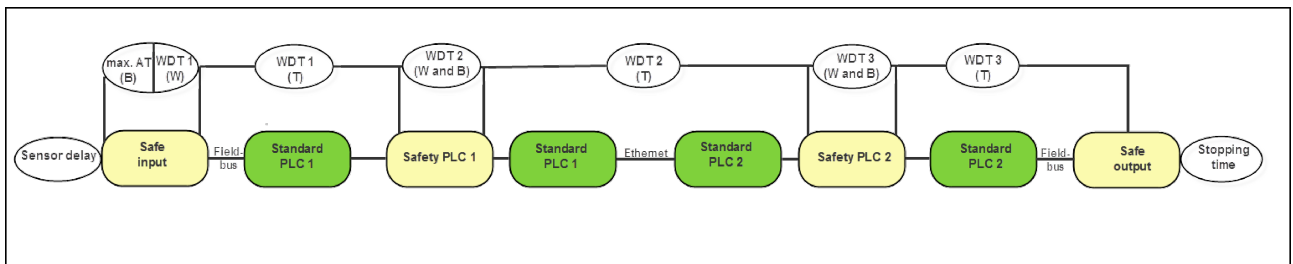 max. AT
(B)
WDT 1
(W)
WDT 1
(T)
WDT 2
(W and B)
WDT 2
(T)
WDT 3
(W and B)
WDT 3
(T)
Sensor delay
Safe
input
Field-
bus
Standard
PLC 1
Safety PLC 1
Standard
PLC 1
Ethernet
Standard
PLC 2
Safety PLC 2
Standard
PLC 2
Field-
bus
Safe
output
Stopping
time